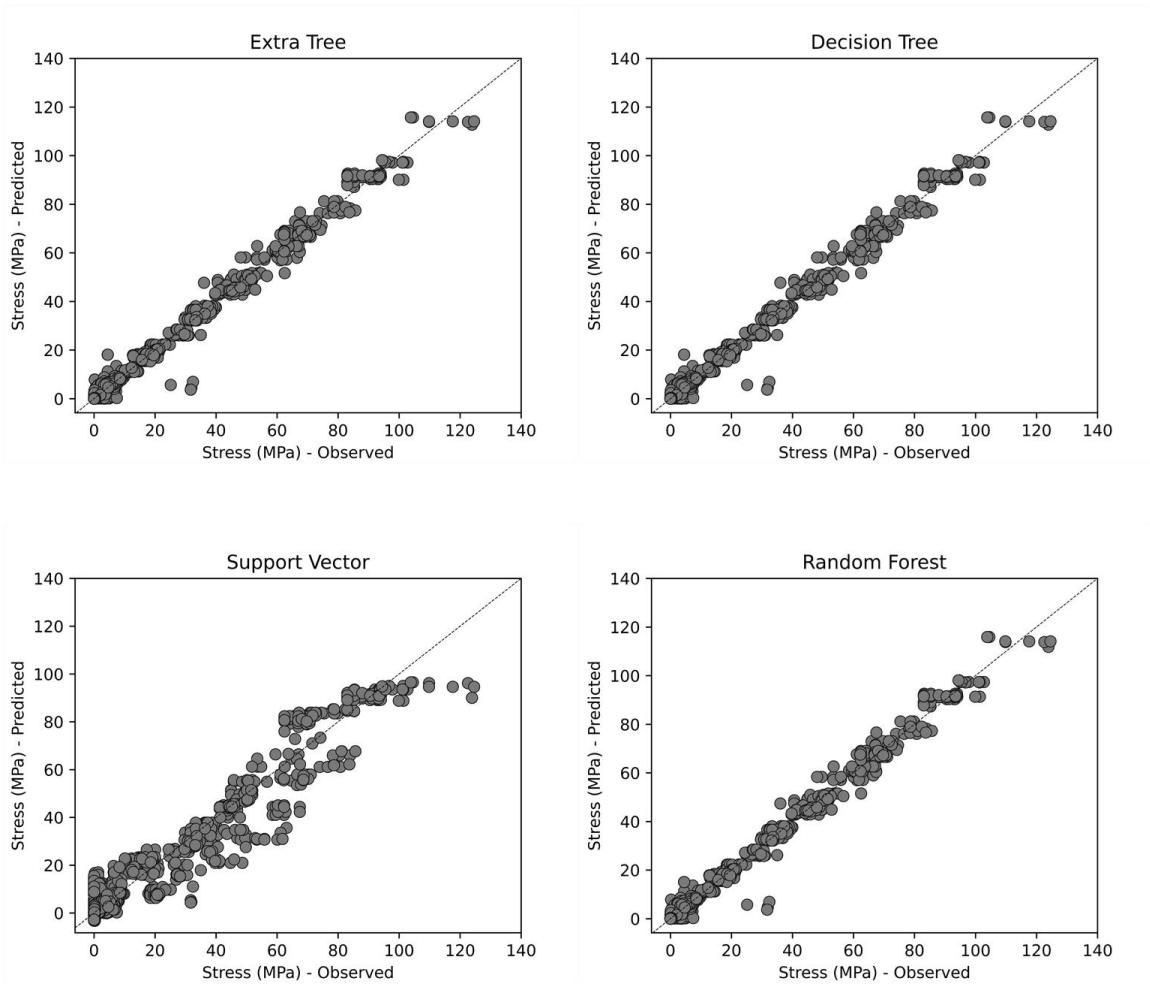 Extra Tree
140
120
100
80
60
40
20
0
Stress (MPa) - Predicted
0 20 40 60 80 100 120 140
Stress (MPa) - Observed
Decision Tree
140
120
100
80
60
40
20
0
Stress (MPa) - Predicted
0 20 40 60 80 100 120 140
Stress (MPa) - Observed
Support Vector
140
120
100
80
60
40
20
0
Stress (MPa) - Predicted
0 20 40 60 80 100 120 140
Stress (MPa) - Observed
Random Forest
140
120
100
80
60
40
20
0
Stress (MPa) - Predicted
0 20 40 60 80 100 120 140
Stress (MPa) - Observed